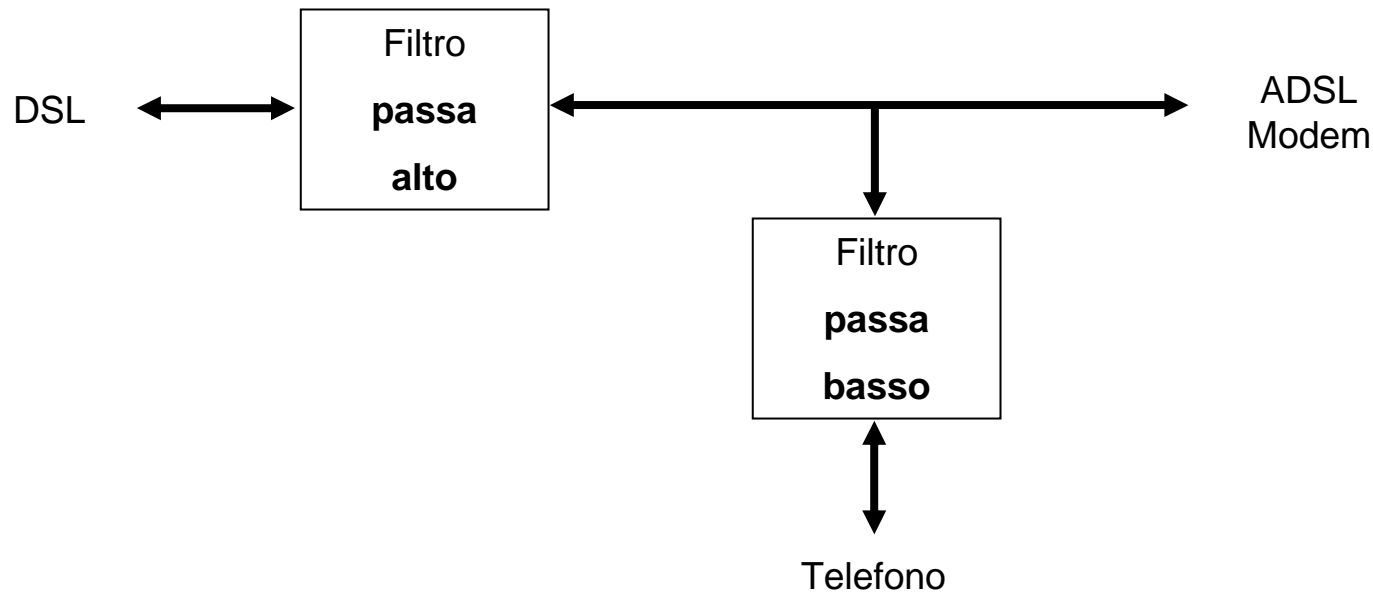 Filtro
passa
alto
DSL
ADSL
Modem
Filtro
passa
basso
Telefono